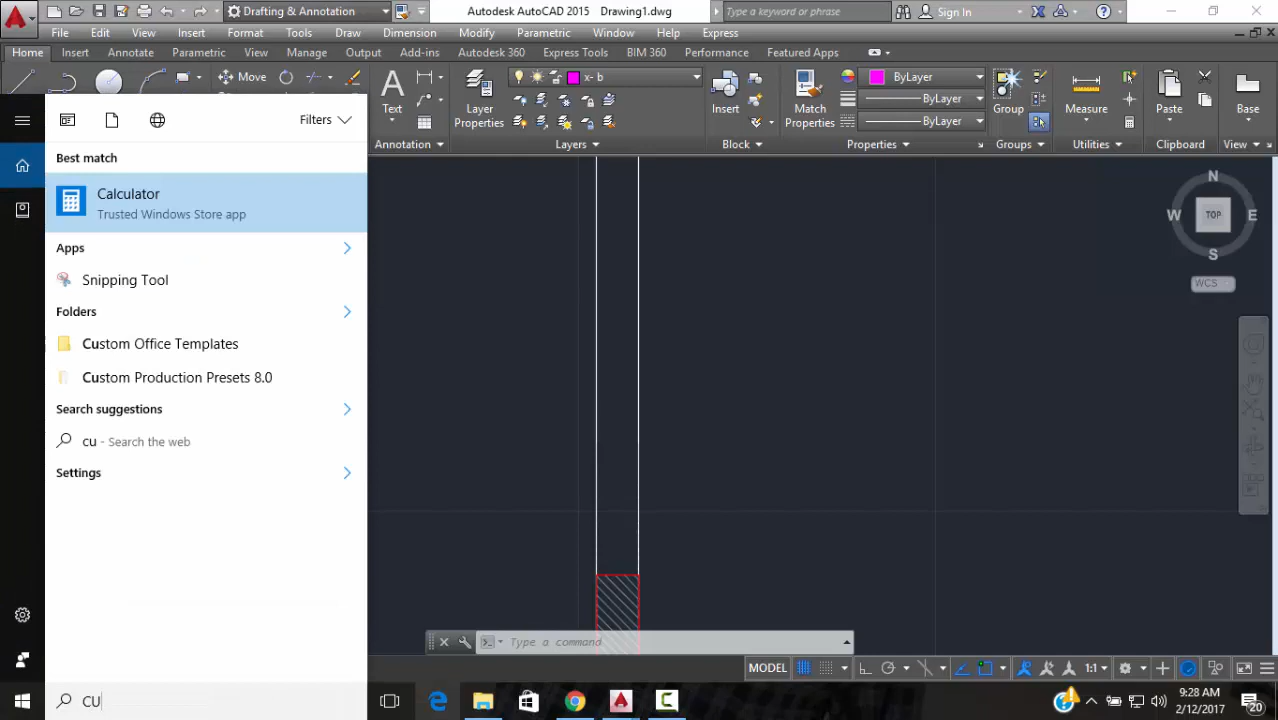 Drafting & Annotation
Autodesk AutoCAD 2015 Drawing1.dwg
Type a keyword or phrase
Sign In
File Edit View Insert Format Tools Draw Dimension Modify Parametric Window Help Express
Home Insert Annotate Parametric View Manage Output Add-ins Autodesk 360 Express Tools BIM 360 Performance Featured Apps
Move
Text
Layer Properties
x- b
Insert
Match Properties
ByLayer
ByLayer
ByLayer
Group
Measure
Paste
Base
Annotation Layers Block Properties Groups Utilities Clipboard View
Filters
Best match
Calculator
Trusted Windows Store app
Apps
Snipping Tool
Folders
Custom Office Templates
Custom Production Presets 8.0
Search suggestions
cu - Search the web
Settings
N
W TOP E
S
WCS
Type a command
MODEL
1:1
CU
9:28 AM
2/12/2017
20